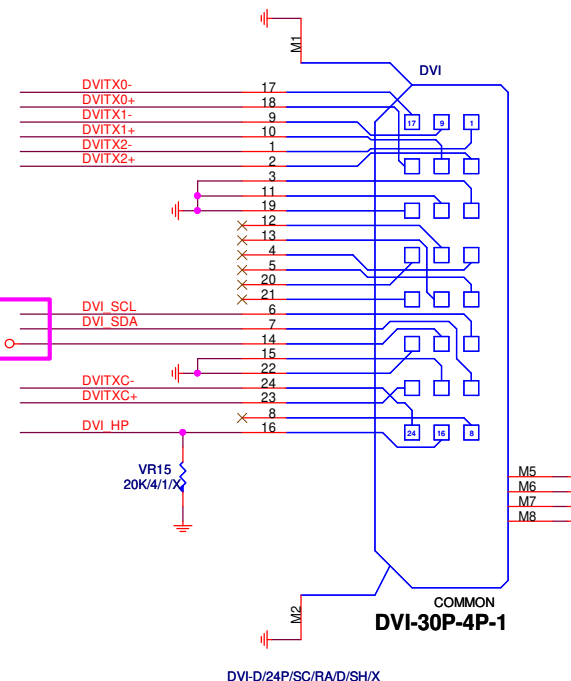 M1
DVI
DVITX0- 17
DVITX0+ 18
DVITX1- 9
17 9 1
DVITX1+ 10
DVITX2- 1
DVITX2+ 2
3
11
19
12
13
4
5
20
21
DVI_SCL 6
DVI_SDA 7
14
15
22
DVITXC- 24
DVITXC+ 23
8
DVI_HP 16
24 16 8
VR15
20K/4/1/X
M5
M6
M7
M8
M2
COMMON
DVI-30P-4P-1
DVI-D/24P/SC/RA/D/SH/X